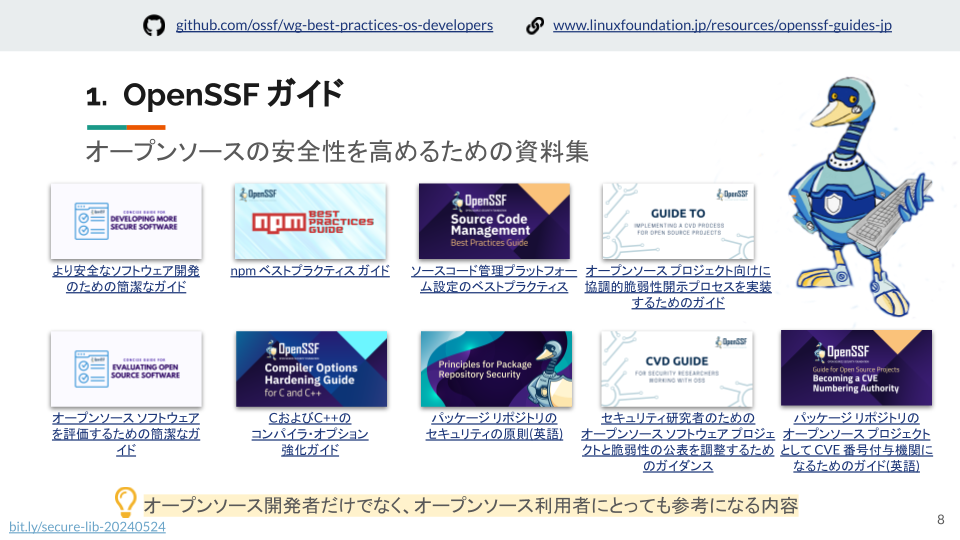 github.com/ossf/wg-best-practices-os-developers
www.linuxfoundation.jp/resources/openssf-guides-jp
1. OpenSSF ガイド
オープンソースの安全性を高めるための資料集
CONCISE GUIDE FOR
DEVELOPING MORE
SECURE SOFTWARE
より安全なソフトウェア開発
のための簡潔なガイド
OpenSSF
npm BEST
PRACTICES
GUIDE
npm ベストプラクティス ガイド
OpenSSF
Source Code
Management
Best Practices Guide
ソースコード管理プラットフォー
ム設定のベストプラクティス
OpenSSF
GUIDE TO
IMPLEMENTING A CVD PROCESS
FOR OPEN SOURCE PROJECTS
オープンソース プロジェクト向けに
協調的脆弱性開示プロセスを実装
するためのガイド
CONCISE GUIDE FOR
EVALUATING OPEN
SOURCE SOFTWARE
オープンソース ソフトウェア
を評価するための簡潔なガ
イド
OpenSSF
Compiler Options
Hardening Guide
for C and C++
CおよびC++の
コンパイラ・オプション
強化ガイド
Principles for Package
Repository Security
パッケージ リポジトリの
セキュリティの原則(英語)
OpenSSF
CVD GUIDE
FOR SECURITY RESEARCHERS
WORKING WITH OSS
セキュリティ研究者のための
オープンソース ソフトウェア プロジェ
クトと脆弱性の公表を調整するため
のガイダンス
OpenSSF
Guide for Open Source Projects
Becoming a CVE
Numbering Authority
パッケージ リポジトリの
オープンソース プロジェクト
として CVE 番号付与機関に
なるためのガイド(英語)
オープンソース開発者だけでなく、オープンソース利用者にとっても参考になる内容
bit.ly/secure-lib-20240524
8